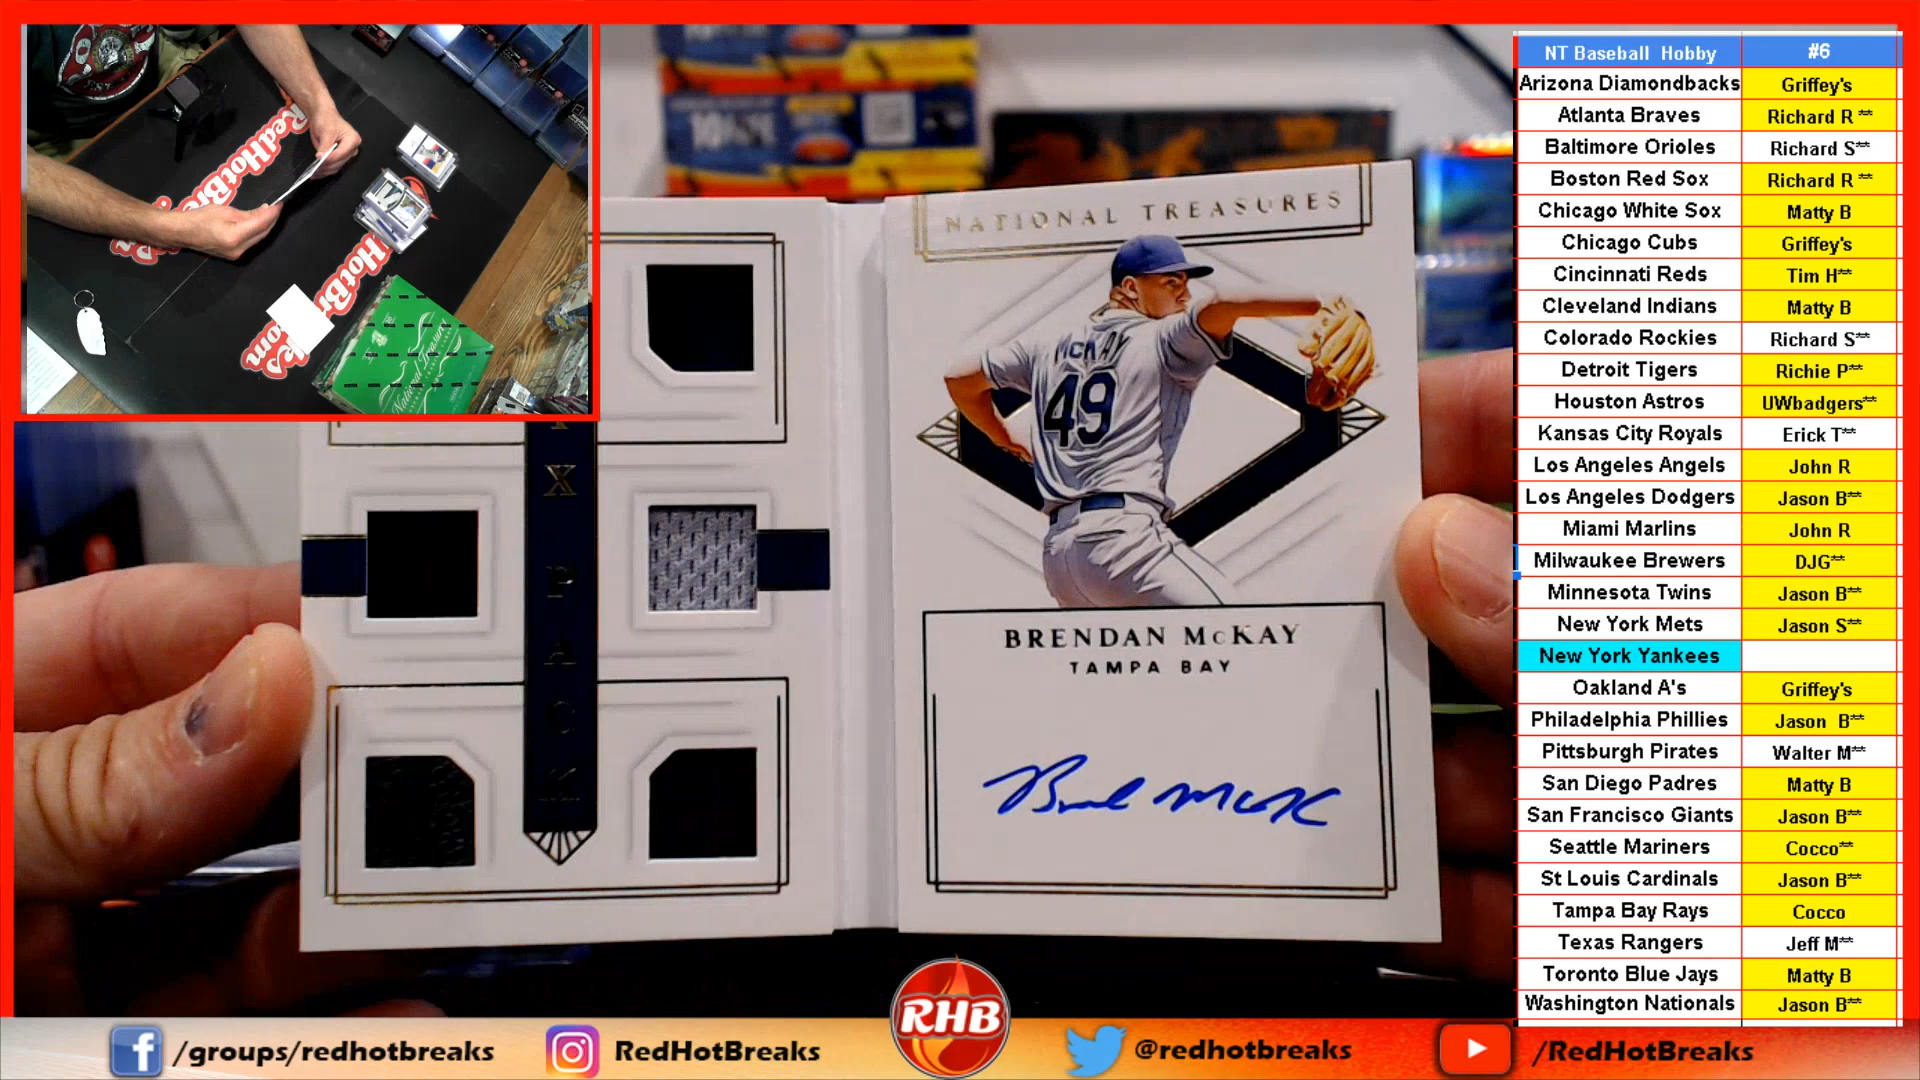 NATIONAL TREASURES
McKAY
49
X
PACK
BRENDAN McKAY
TAMPA BAY
RedHotBre
HotBr
NT Baseball Hobby #6
Arizona Diamondbacks Griffey's
Atlanta Braves Richard R **
Baltimore Orioles Richard S**
Boston Red Sox Richard R **
Chicago White Sox Matty B
Chicago Cubs Griffey's
Cincinnati Reds Tim H**
Cleveland Indians Matty B
Colorado Rockies Richard S**
Detroit Tigers Richie P**
Houston Astros UWbadgers**
Kansas City Royals Erick T**
Los Angeles Angels John R
Los Angeles Dodgers Jason B**
Miami Marlins John R
Milwaukee Brewers DJG**
Minnesota Twins Jason B**
New York Mets Jason S**
New York Yankees
Oakland A's Griffey's
Philadelphia Phillies Jason B**
Pittsburgh Pirates Walter M**
San Diego Padres Matty B
San Francisco Giants Jason B**
Seattle Mariners Cocco**
St Louis Cardinals Jason B**
Tampa Bay Rays Cocco
Texas Rangers Jeff M**
Toronto Blue Jays Matty B
Washington Nationals Jason B**
RHB
/groups/redhotbreaks
RedHotBreaks
@redhotbreaks
/RedHotBreaks